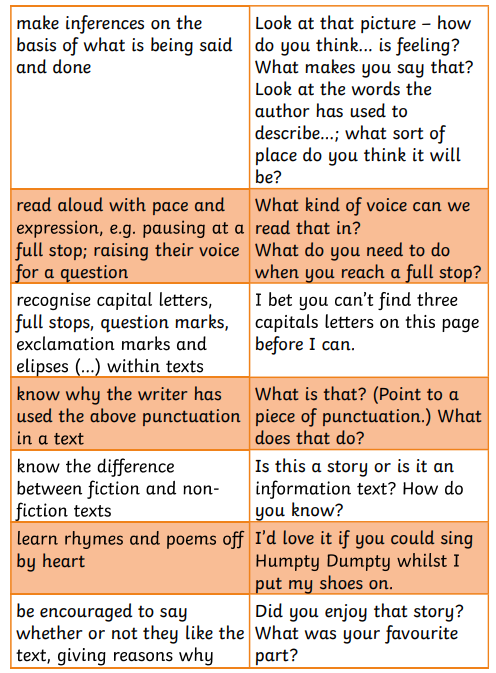 make inferences on the
basis of what is being said
and done
Look at that picture – how
do you think... is feeling?
What makes you say that?
Look at the words the
author has used to
describe...; what sort of
place do you think it will
be?
read aloud with pace and
expression, e.g. pausing at a
full stop; raising their voice
for a question
What kind of voice can we
read that in?
What do you need to do
when you reach a full stop?
recognise capital letters,
full stops, question marks,
exclamation marks and
elipses (...) within texts
I bet you can't find three
capitals letters on this page
before I can.
know why the writer has
used the above punctuation
in a text
What is that? (Point to a
piece of punctuation.) What
does that do?
know the difference
between fiction and non-
fiction texts
Is this a story or is it an
information text? How do
you know?
learn rhymes and poems off
by heart
I'd love it if you could sing
Humpty Dumpty whilst I
put my shoes on.
be encouraged to say
whether or not they like the
text, giving reasons why
Did you enjoy that story?
What was your favourite
part?